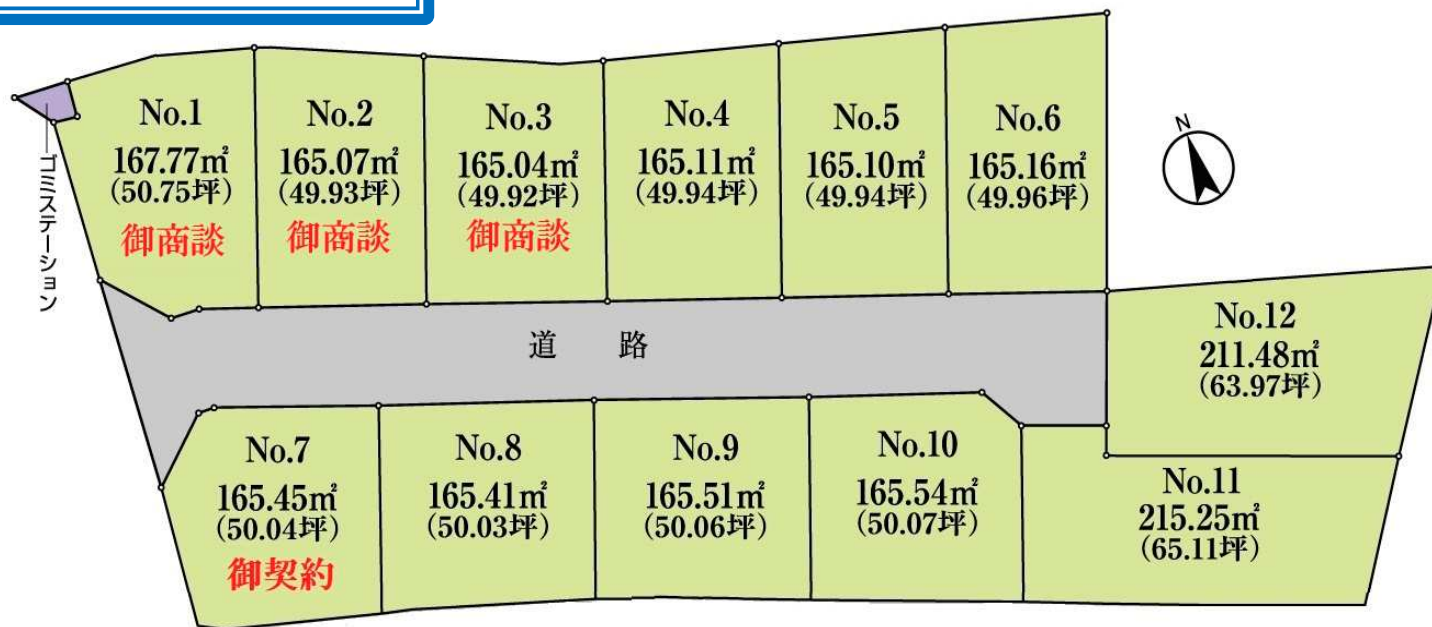 No.1
167.77㎡
(50.75坪)
御商談
No.2
165.07㎡
(49.93坪)
御商談
No.3
165.04㎡
(49.92坪)
御商談
No.4
165.11㎡
(49.94坪)
No.5
165.10㎡
(49.94坪)
No.6
165.16㎡
(49.96坪)
N
ゴミステーション
道 路
No.12
211.48㎡
(63.97坪)
No.7
165.45㎡
(50.04坪)
御契約
No.8
165.41㎡
(50.03坪)
No.9
165.51㎡
(50.06坪)
No.10
165.54㎡
(50.07坪)
No.11
215.25㎡
(65.11坪)